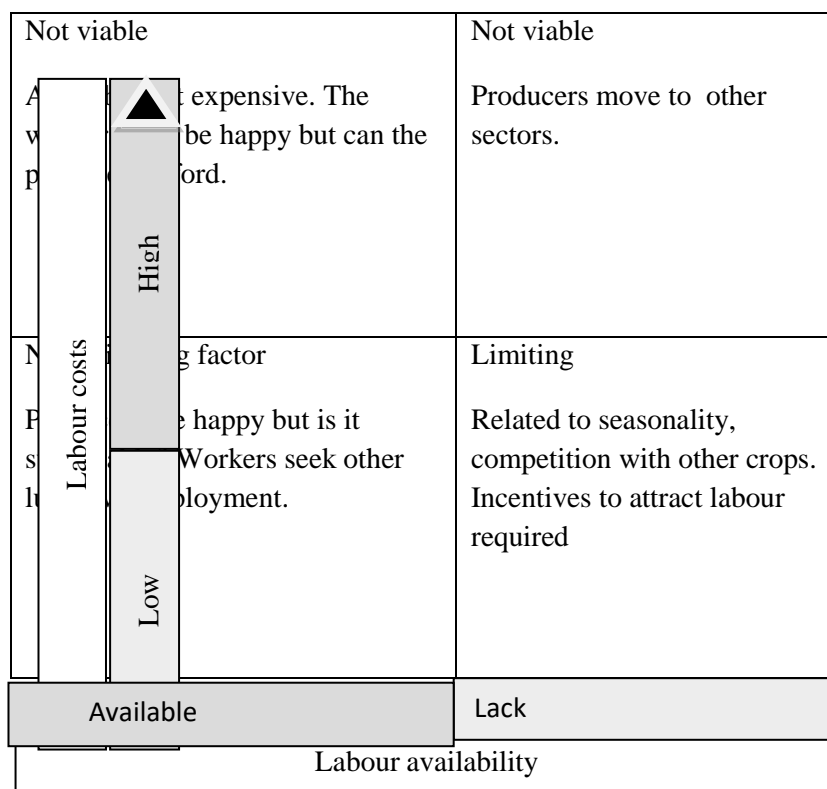 Not viable
expensive. The
be happy but can the
Not viable
Producers move to other
sectors.
High
Labour costs
factor
happy but is it
Workers seek other
Limiting
Related to seasonality,
competition with other crops.
Incentives to attract labour
required
Low
Available
Lack
Labour availability